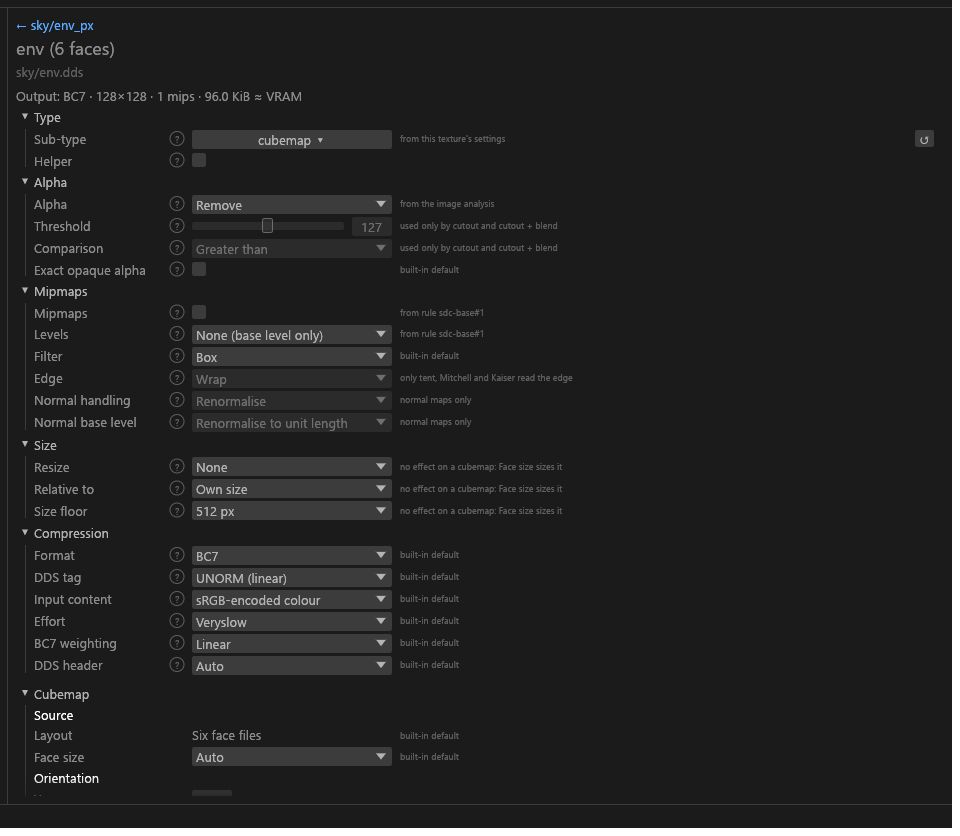 ← sky/env_px
env (6 faces)
sky/env.dds
Output: BC7 · 128×128 · 1 mips · 96.0 KiB ≈ VRAM
▾ Type
Sub-type ? cubemap ▾ from this texture's settings ↺
Helper ?
▾ Alpha
Alpha ? Remove from the image analysis
Threshold ? 127 used only by cutout and cutout + blend
Comparison ? Greater than used only by cutout and cutout + blend
Exact opaque alpha ? built-in default
▾ Mipmaps
Mipmaps ? from rule sdc-base#1
Levels ? None (base level only) from rule sdc-base#1
Filter ? Box built-in default
Edge ? Wrap only tent, Mitchell and Kaiser read the edge
Normal handling ? Renormalise normal maps only
Normal base level ? Renormalise to unit length normal maps only
▾ Size
Resize ? None no effect on a cubemap: Face size sizes it
Relative to ? Own size no effect on a cubemap: Face size sizes it
Size floor ? 512 px no effect on a cubemap: Face size sizes it
▾ Compression
Format ? BC7 built-in default
DDS tag ? UNORM (linear) built-in default
Input content ? sRGB-encoded colour built-in default
Effort ? Veryslow built-in default
BC7 weighting ? Linear built-in default
DDS header ? Auto built-in default
▾ Cubemap
Source
Layout Six face files built-in default
Face size Auto built-in default
Orientation